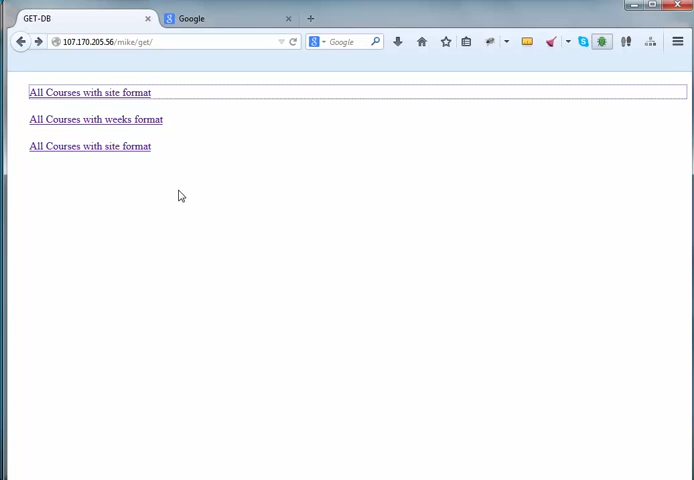 GET-DB
Google
107.170.205.56/mike/get/
Google
All Courses with site format
All Courses with weeks format
All Courses with site format